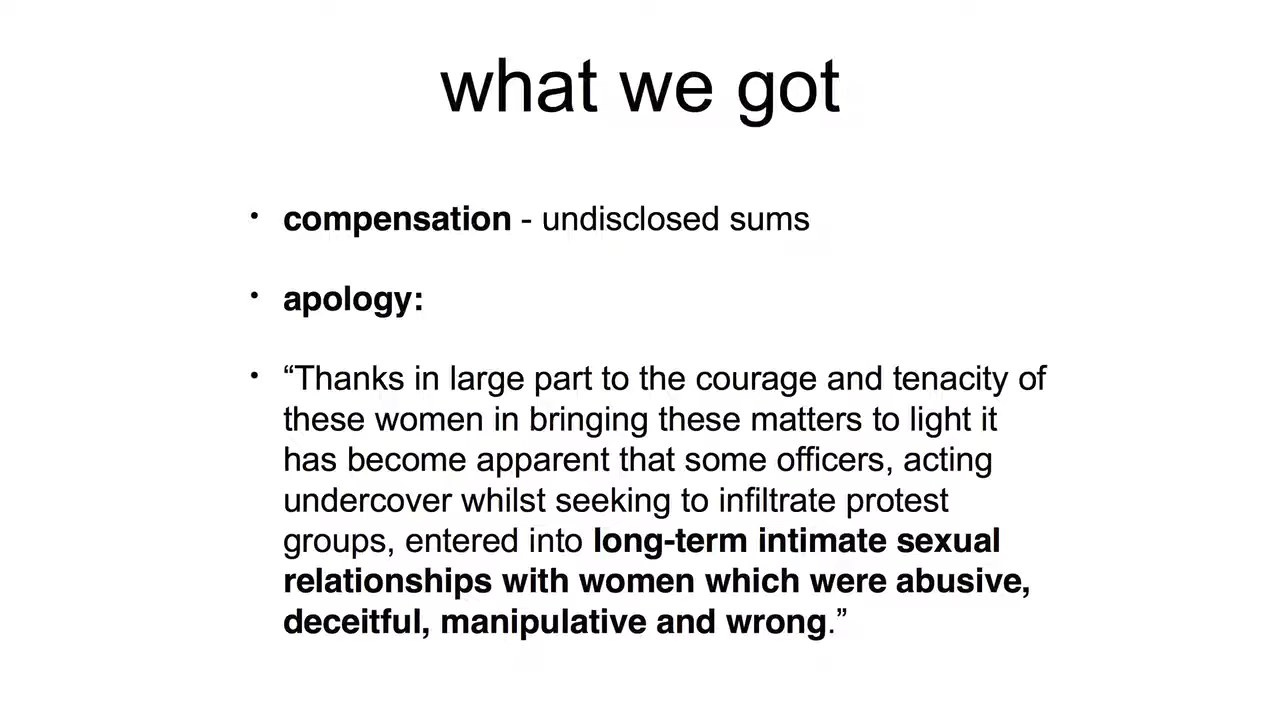 what we got
• compensation - undisclosed sums
• apology:
• “Thanks in large part to the courage and tenacity of
these women in bringing these matters to light it
has become apparent that some officers, acting
undercover whilst seeking to infiltrate protest
groups, entered into long-term intimate sexual
relationships with women which were abusive,
deceitful, manipulative and wrong.”